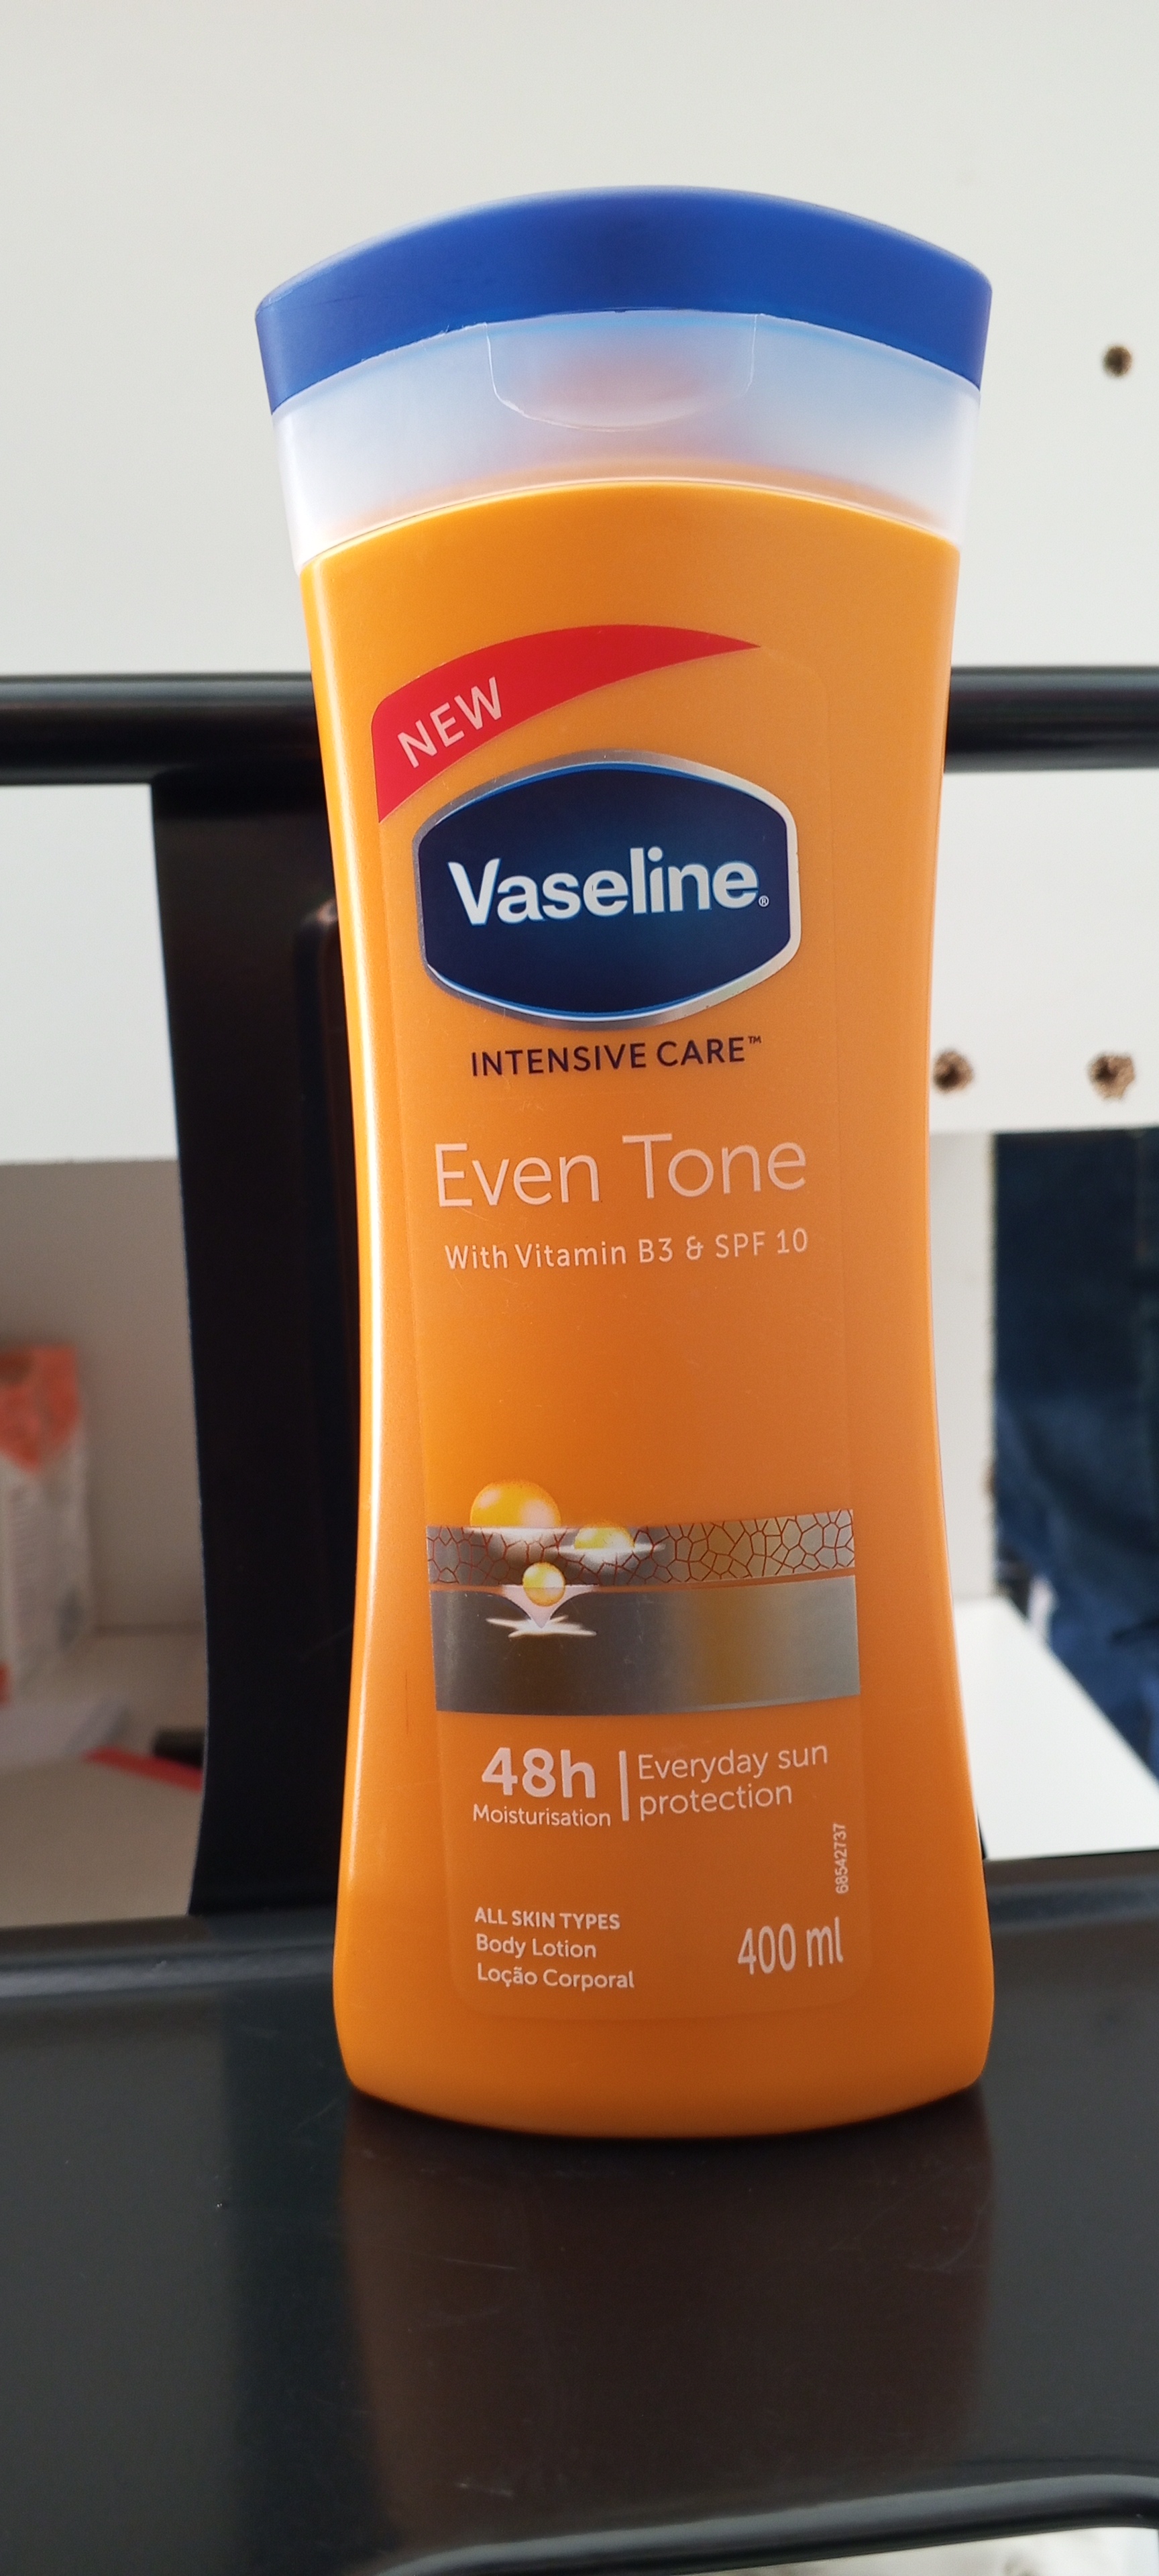 NEW
Vaseline®
INTENSIVE CARE™
Even Tone
With Vitamin B3 & SPF 10
48h
Moisturisation
Everyday sun
protection
68542737
ALL SKIN TYPES
Body Lotion
Loção Corporal
400 ml